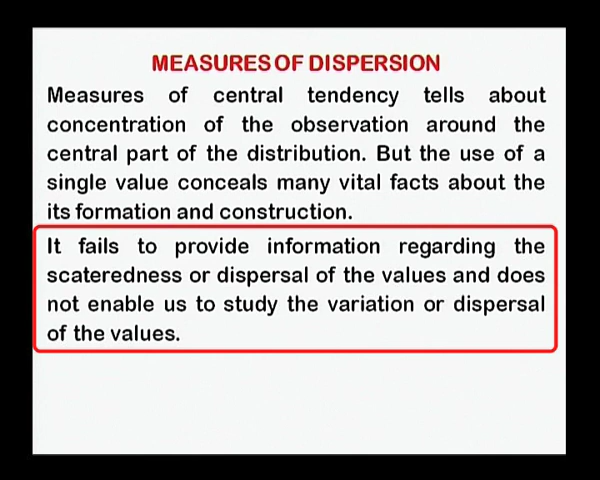 MEASURES OF DISPERSION
Measures of central tendency tells about
concentration of the observation around the
central part of the distribution. But the use of a
single value conceals many vital facts about the
its formation and construction.
It fails to provide information regarding the
scateredness or dispersal of the values and does
not enable us to study the variation or dispersal
of the values.